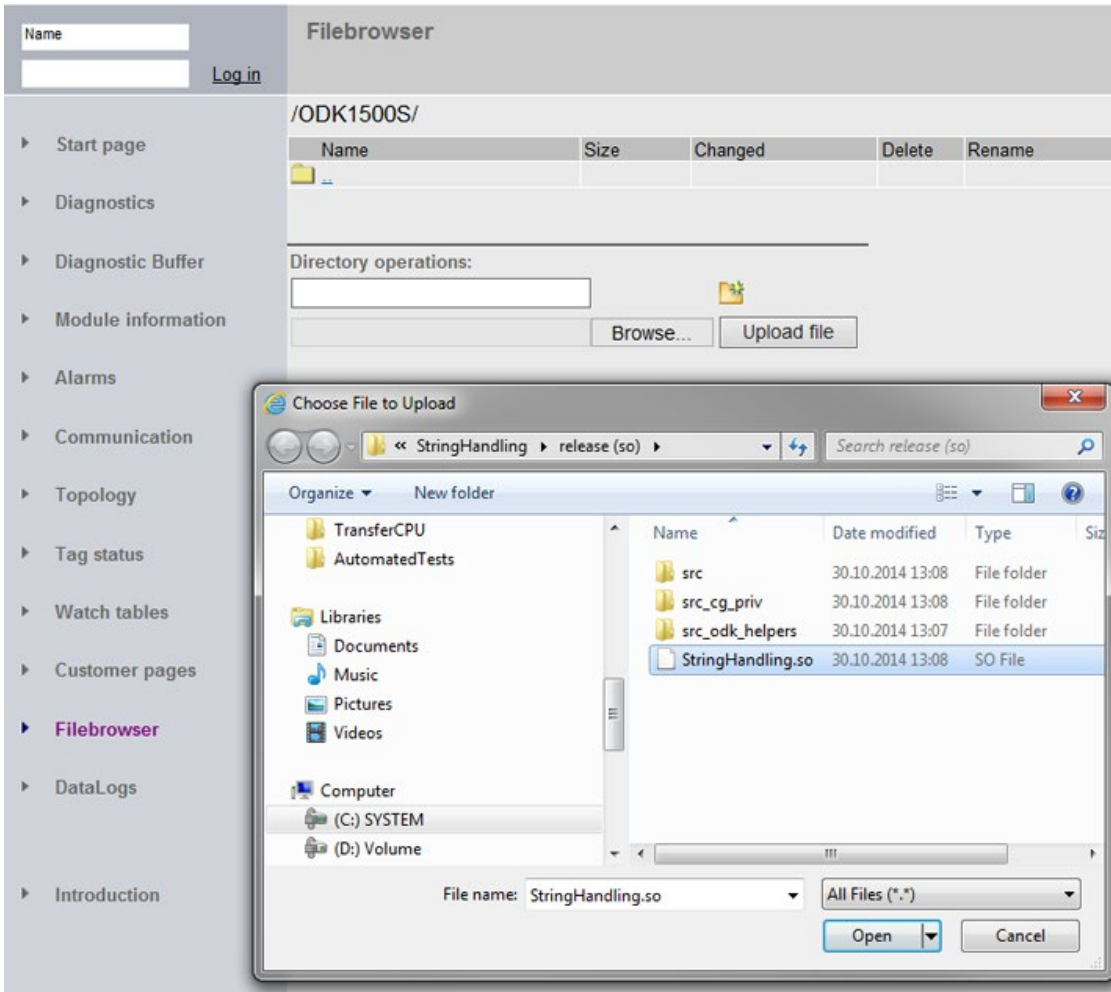 Name
Log in
Filebrowser
Start page
Diagnostics
Diagnostic Buffer
Module information
Alarms
Communication
Topology
Tag status
Watch tables
Customer pages
Filebrowser
DataLogs
Introduction
/ODK1500S/
Name Size Changed Delete Rename
..
Directory operations:
Browse... Upload file
Choose File to Upload
« StringHandling release (so) Search release (so)
Organize New folder
TransferCPU
AutomatedTests
Libraries
Documents
Music
Pictures
Videos
Computer
(C:) SYSTEM
(D:) Volume
Name Date modified Type Siz
src 30.10.2014 13:08 File folder
src_cg_priv 30.10.2014 13:08 File folder
src_odk_helpers 30.10.2014 13:07 File folder
StringHandling.so 30.10.2014 13:08 SO File
File name: StringHandling.so All Files (*.*)
Open Cancel